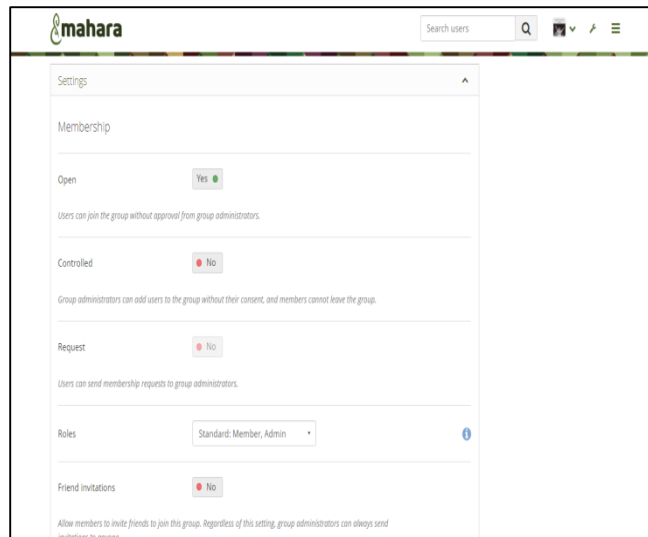 mahara
Search users
Settings
Membership
Open
Yes
Users can join the group without approval from group administrators.
Controlled
No
Group administrators can add users to the group without their consent, and members cannot leave the group.
Request
No
Users can send membership requests to group administrators.
Roles
Standard: Member, Admin
Friend invitations
No
Allow members to invite friends to join this group. Regardless of this setting, group administrators can always send
invitations to anyone.